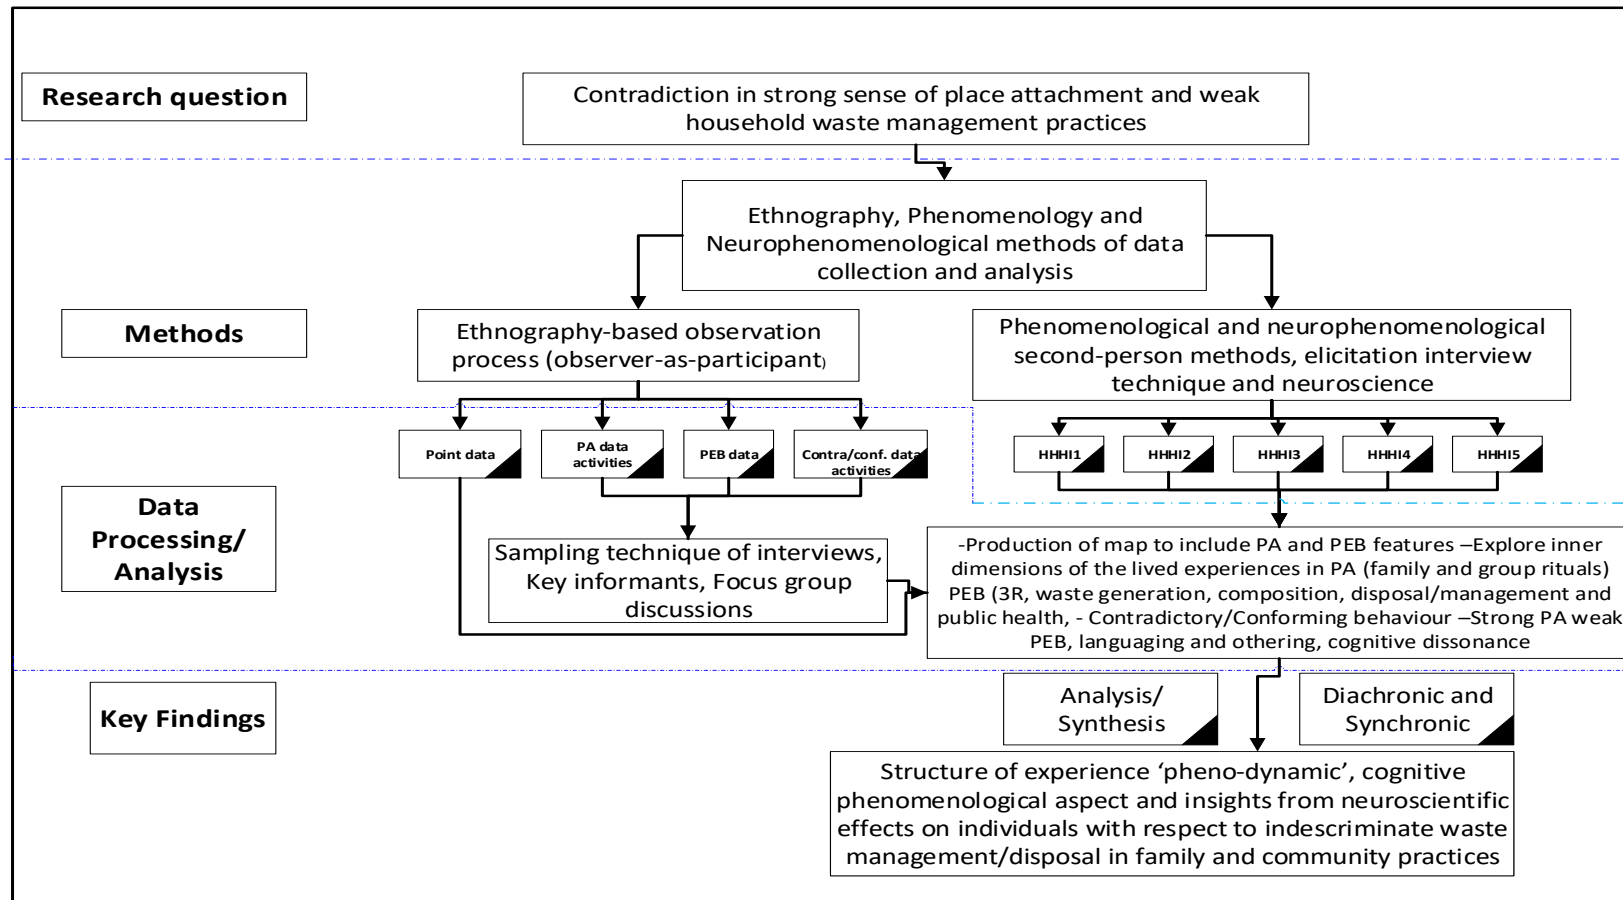 Research question
Contradiction in strong sense of place attachment and weak
household waste management practices
Ethnography, Phenomenology and
Neurophenomenological methods of data
collection and analysis
Methods
Ethnography-based observation
process (observer-as-participant)
Phenomenological and neurophenomenological
second-person methods, elicitation interview
technique and neuroscience
Point data
PA data
activities
PEB data
Contra/conf. data
activities
HHHI1
HHHI2
HHHI3
HHHI4
HHHI5
Data
Processing/
Analysis
Sampling technique of interviews,
Key informants, Focus group
discussions
-Production of map to include PA and PEB features –Explore inner
dimensions of the lived experiences in PA (family and group rituals)
PEB (3R, waste generation, composition, disposal/management and
public health, - Contradictory/Conforming behaviour –Strong PA weak
PEB, languaging and othering, cognitive dissonance
Key Findings
Analysis/
Synthesis
Diachronic and
Synchronic
Structure of experience ‘pheno-dynamic’, cognitive
phenomenological aspect and insights from neuroscientific
effects on individuals with respect to indescriminate waste
management/disposal in family and community practices